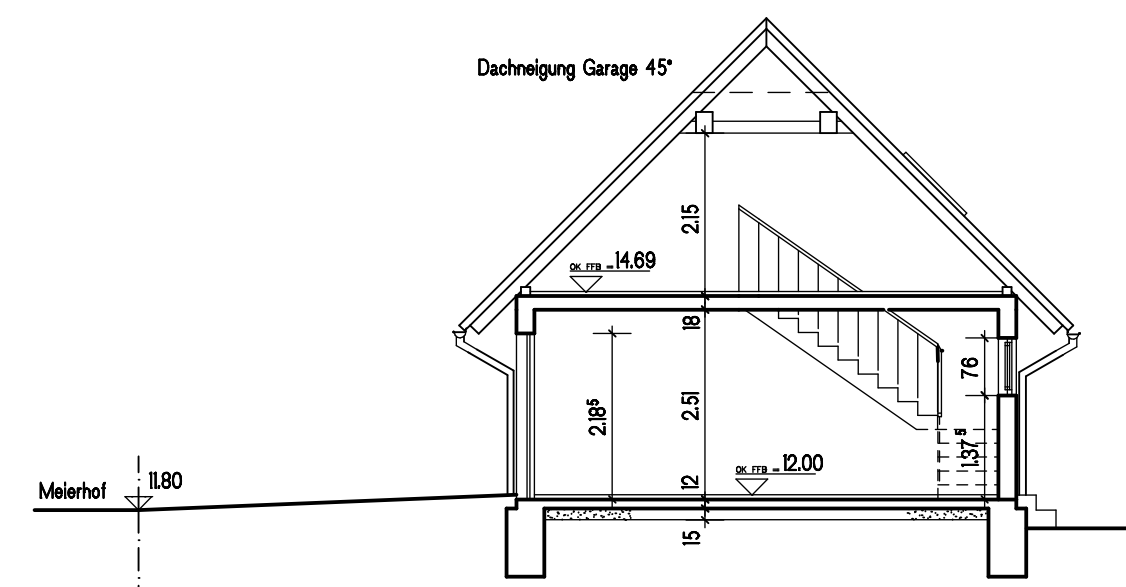 Dachneigung Garage 45°
2.15
OK FFB = 14.69
18
76
2.18⁵
2.51
1.37⁵
OK FFB = 12.00
Meierhof
11.80
12
15